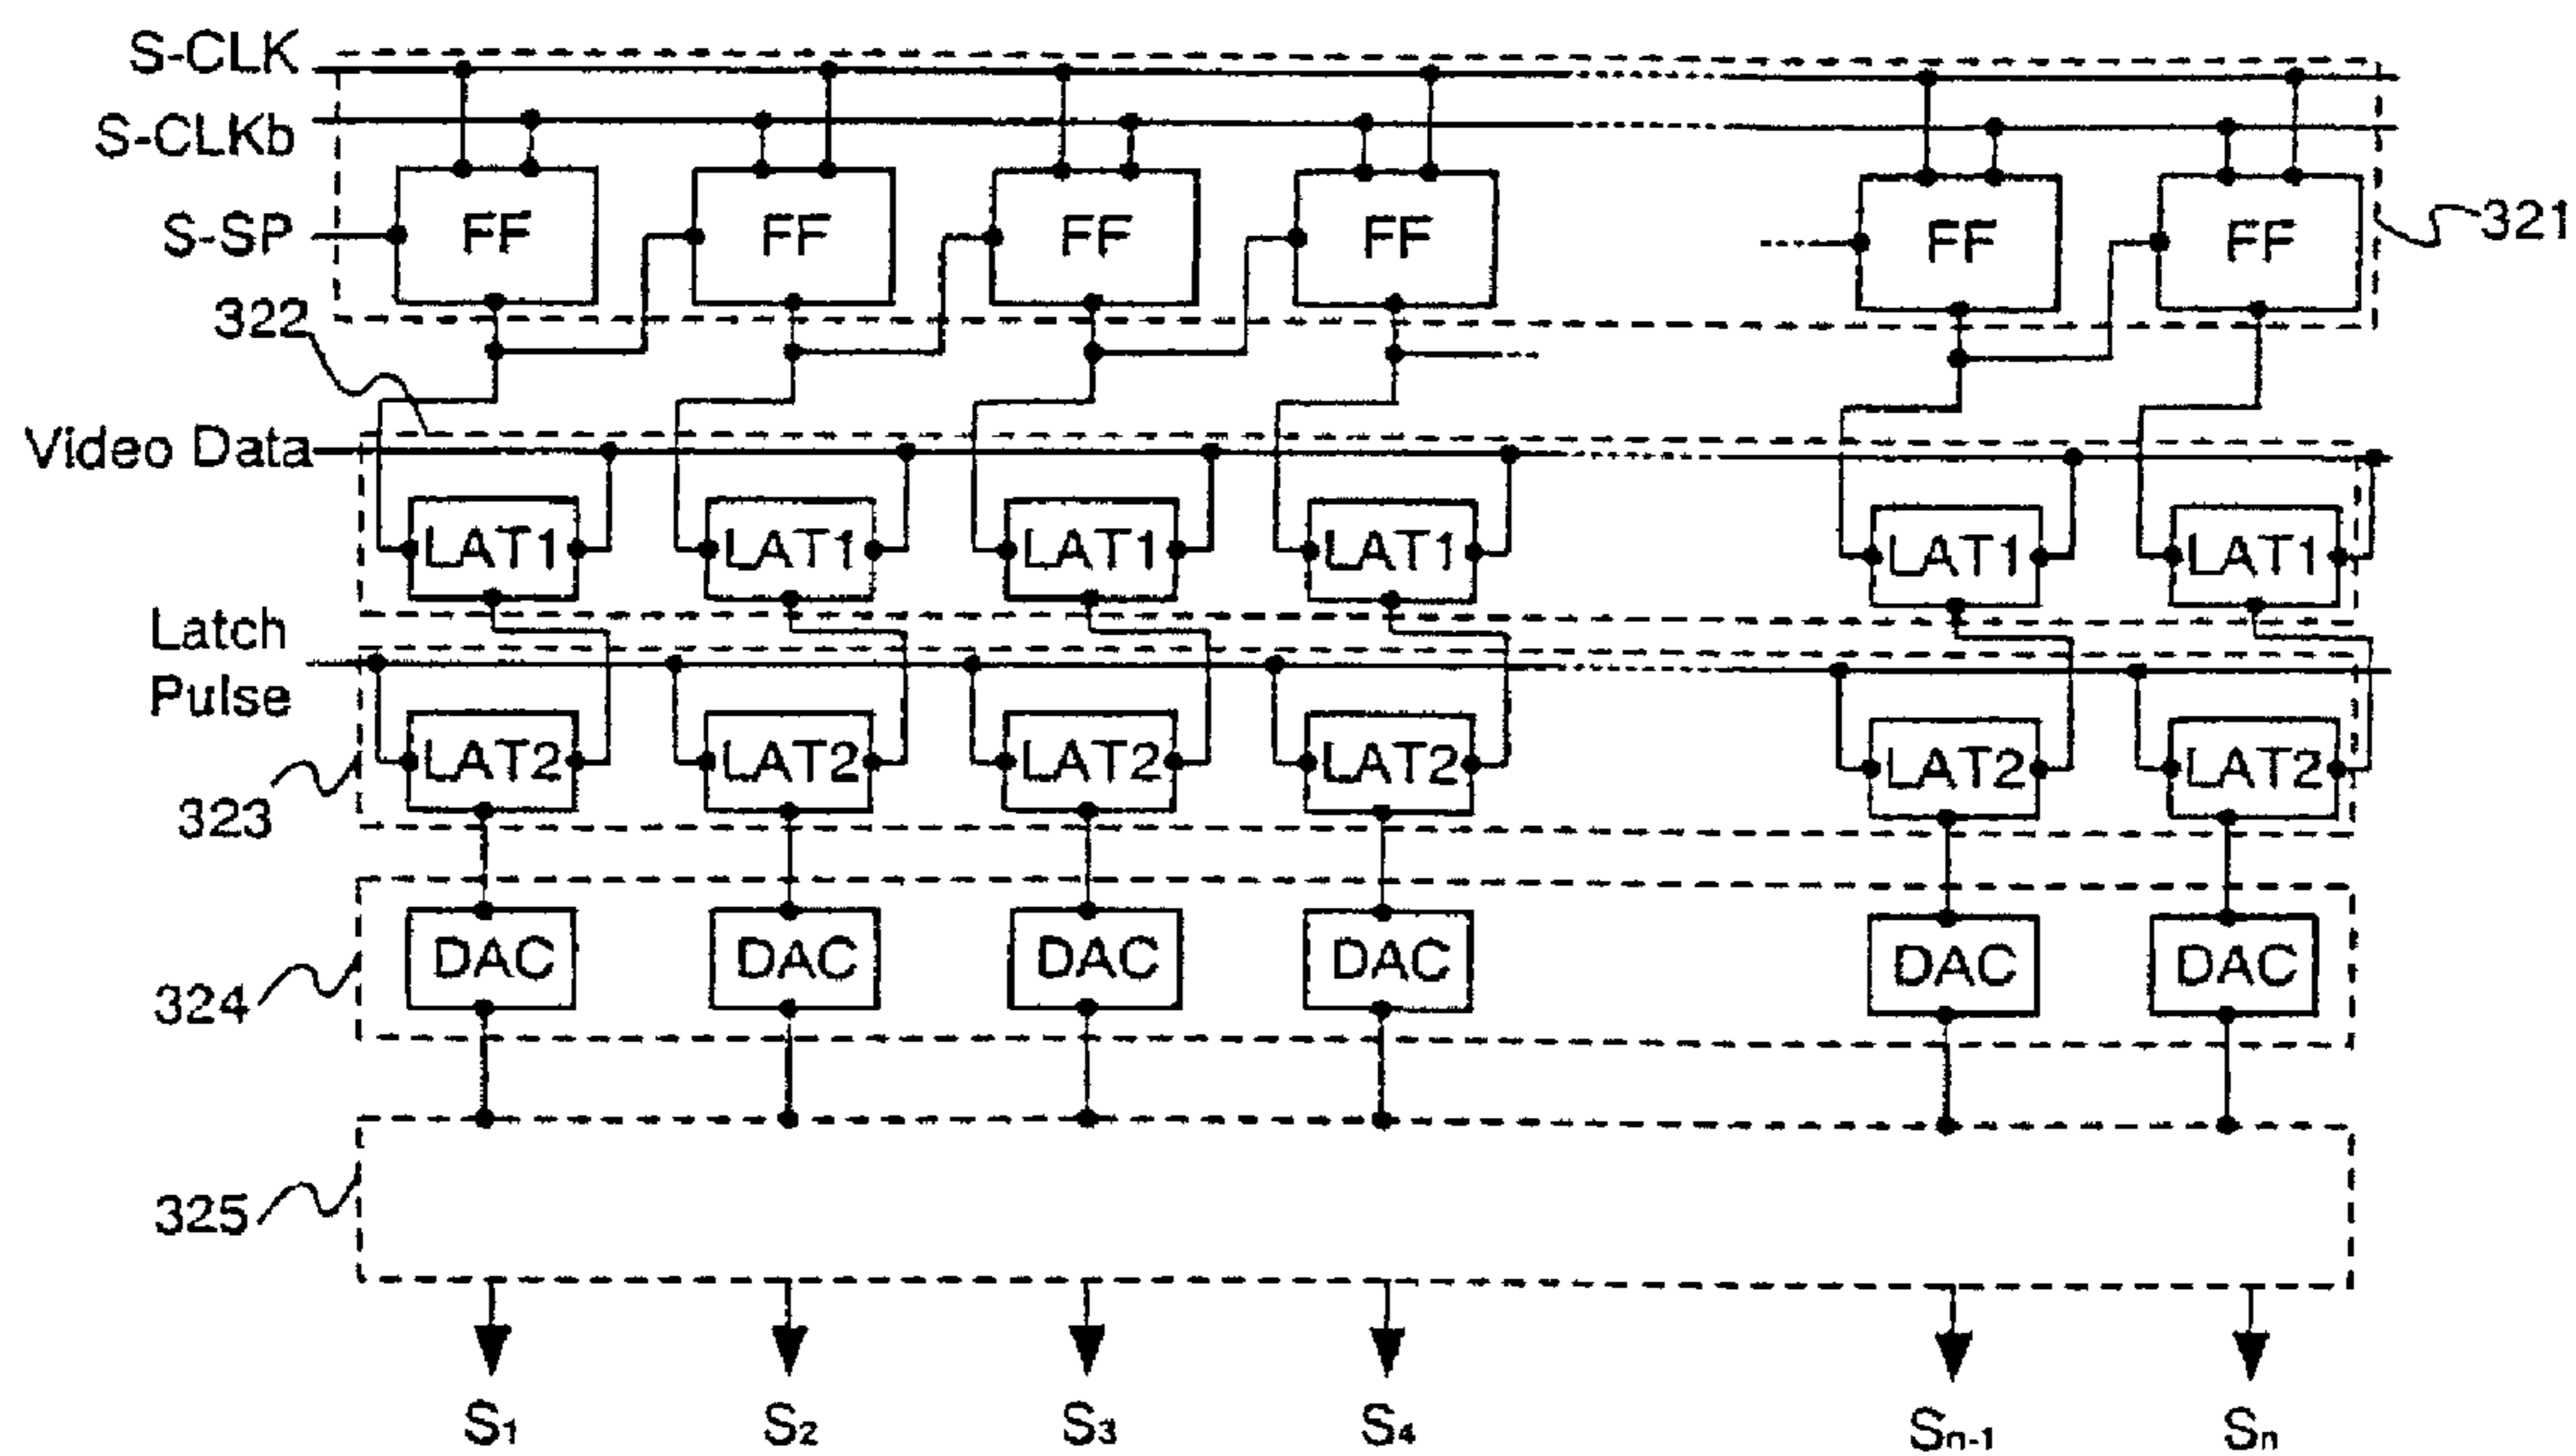 S-CLK
S-CLKb
S-SP FF FF FF FF FF FF 321
322
Video Data
LAT1 LAT1 LAT1 LAT1 LAT1 LAT1
Latch
Pulse
LAT2 LAT2 LAT2 LAT2 LAT2 LAT2
323
DAC DAC DAC DAC DAC DAC
324
325
S1 S2 S3 S4 Sn-1 Sn